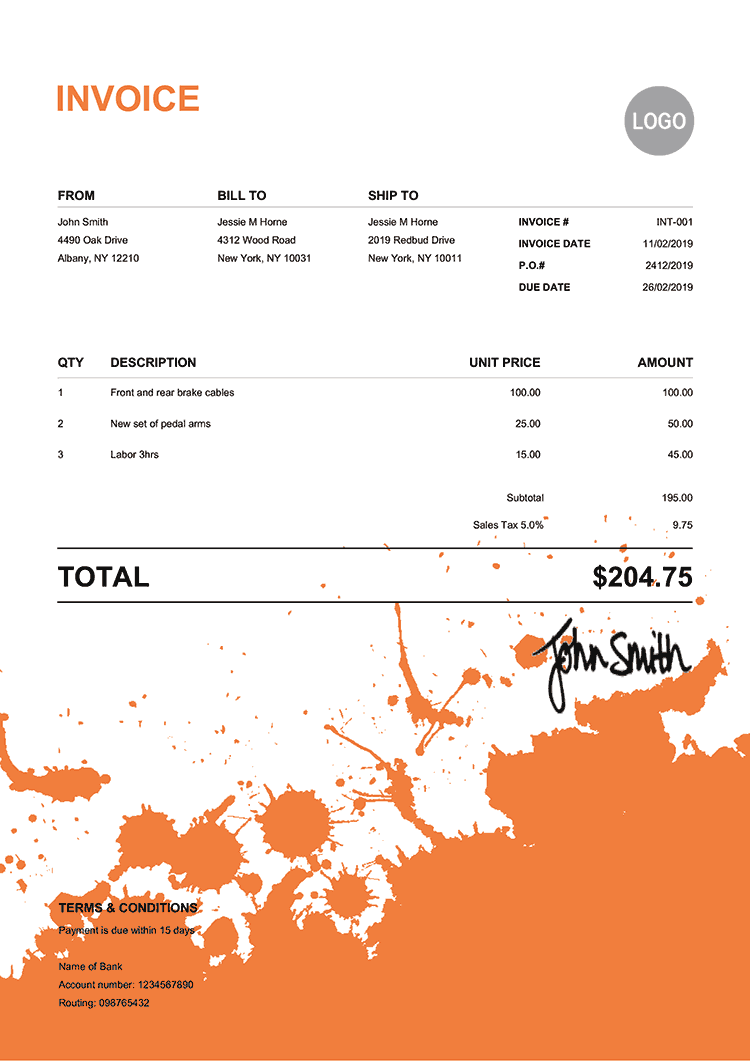 INVOICE
LOGO
FROM BILL TO SHIP TO
John Smith Jessie M Horne Jessie M Horne INVOICE # INT-001
4490 Oak Drive 4312 Wood Road 2019 Redbud Drive INVOICE DATE 11/02/2019
Albany, NY 12210 New York, NY 10031 New York, NY 10011 P.O.# 2412/2019
DUE DATE 26/02/2019
QTY DESCRIPTION UNIT PRICE AMOUNT
1 Front and rear brake cables 100.00 100.00
2 New set of pedal arms 25.00 50.00
3 Labor 3hrs 15.00 45.00
Subtotal 195.00
Sales Tax 5.0% 9.75
TOTAL $204.75
John Smith
TERMS & CONDITIONS
Payment is due within 15 days
Name of Bank
Account number: 1234567890
Routing: 098765432